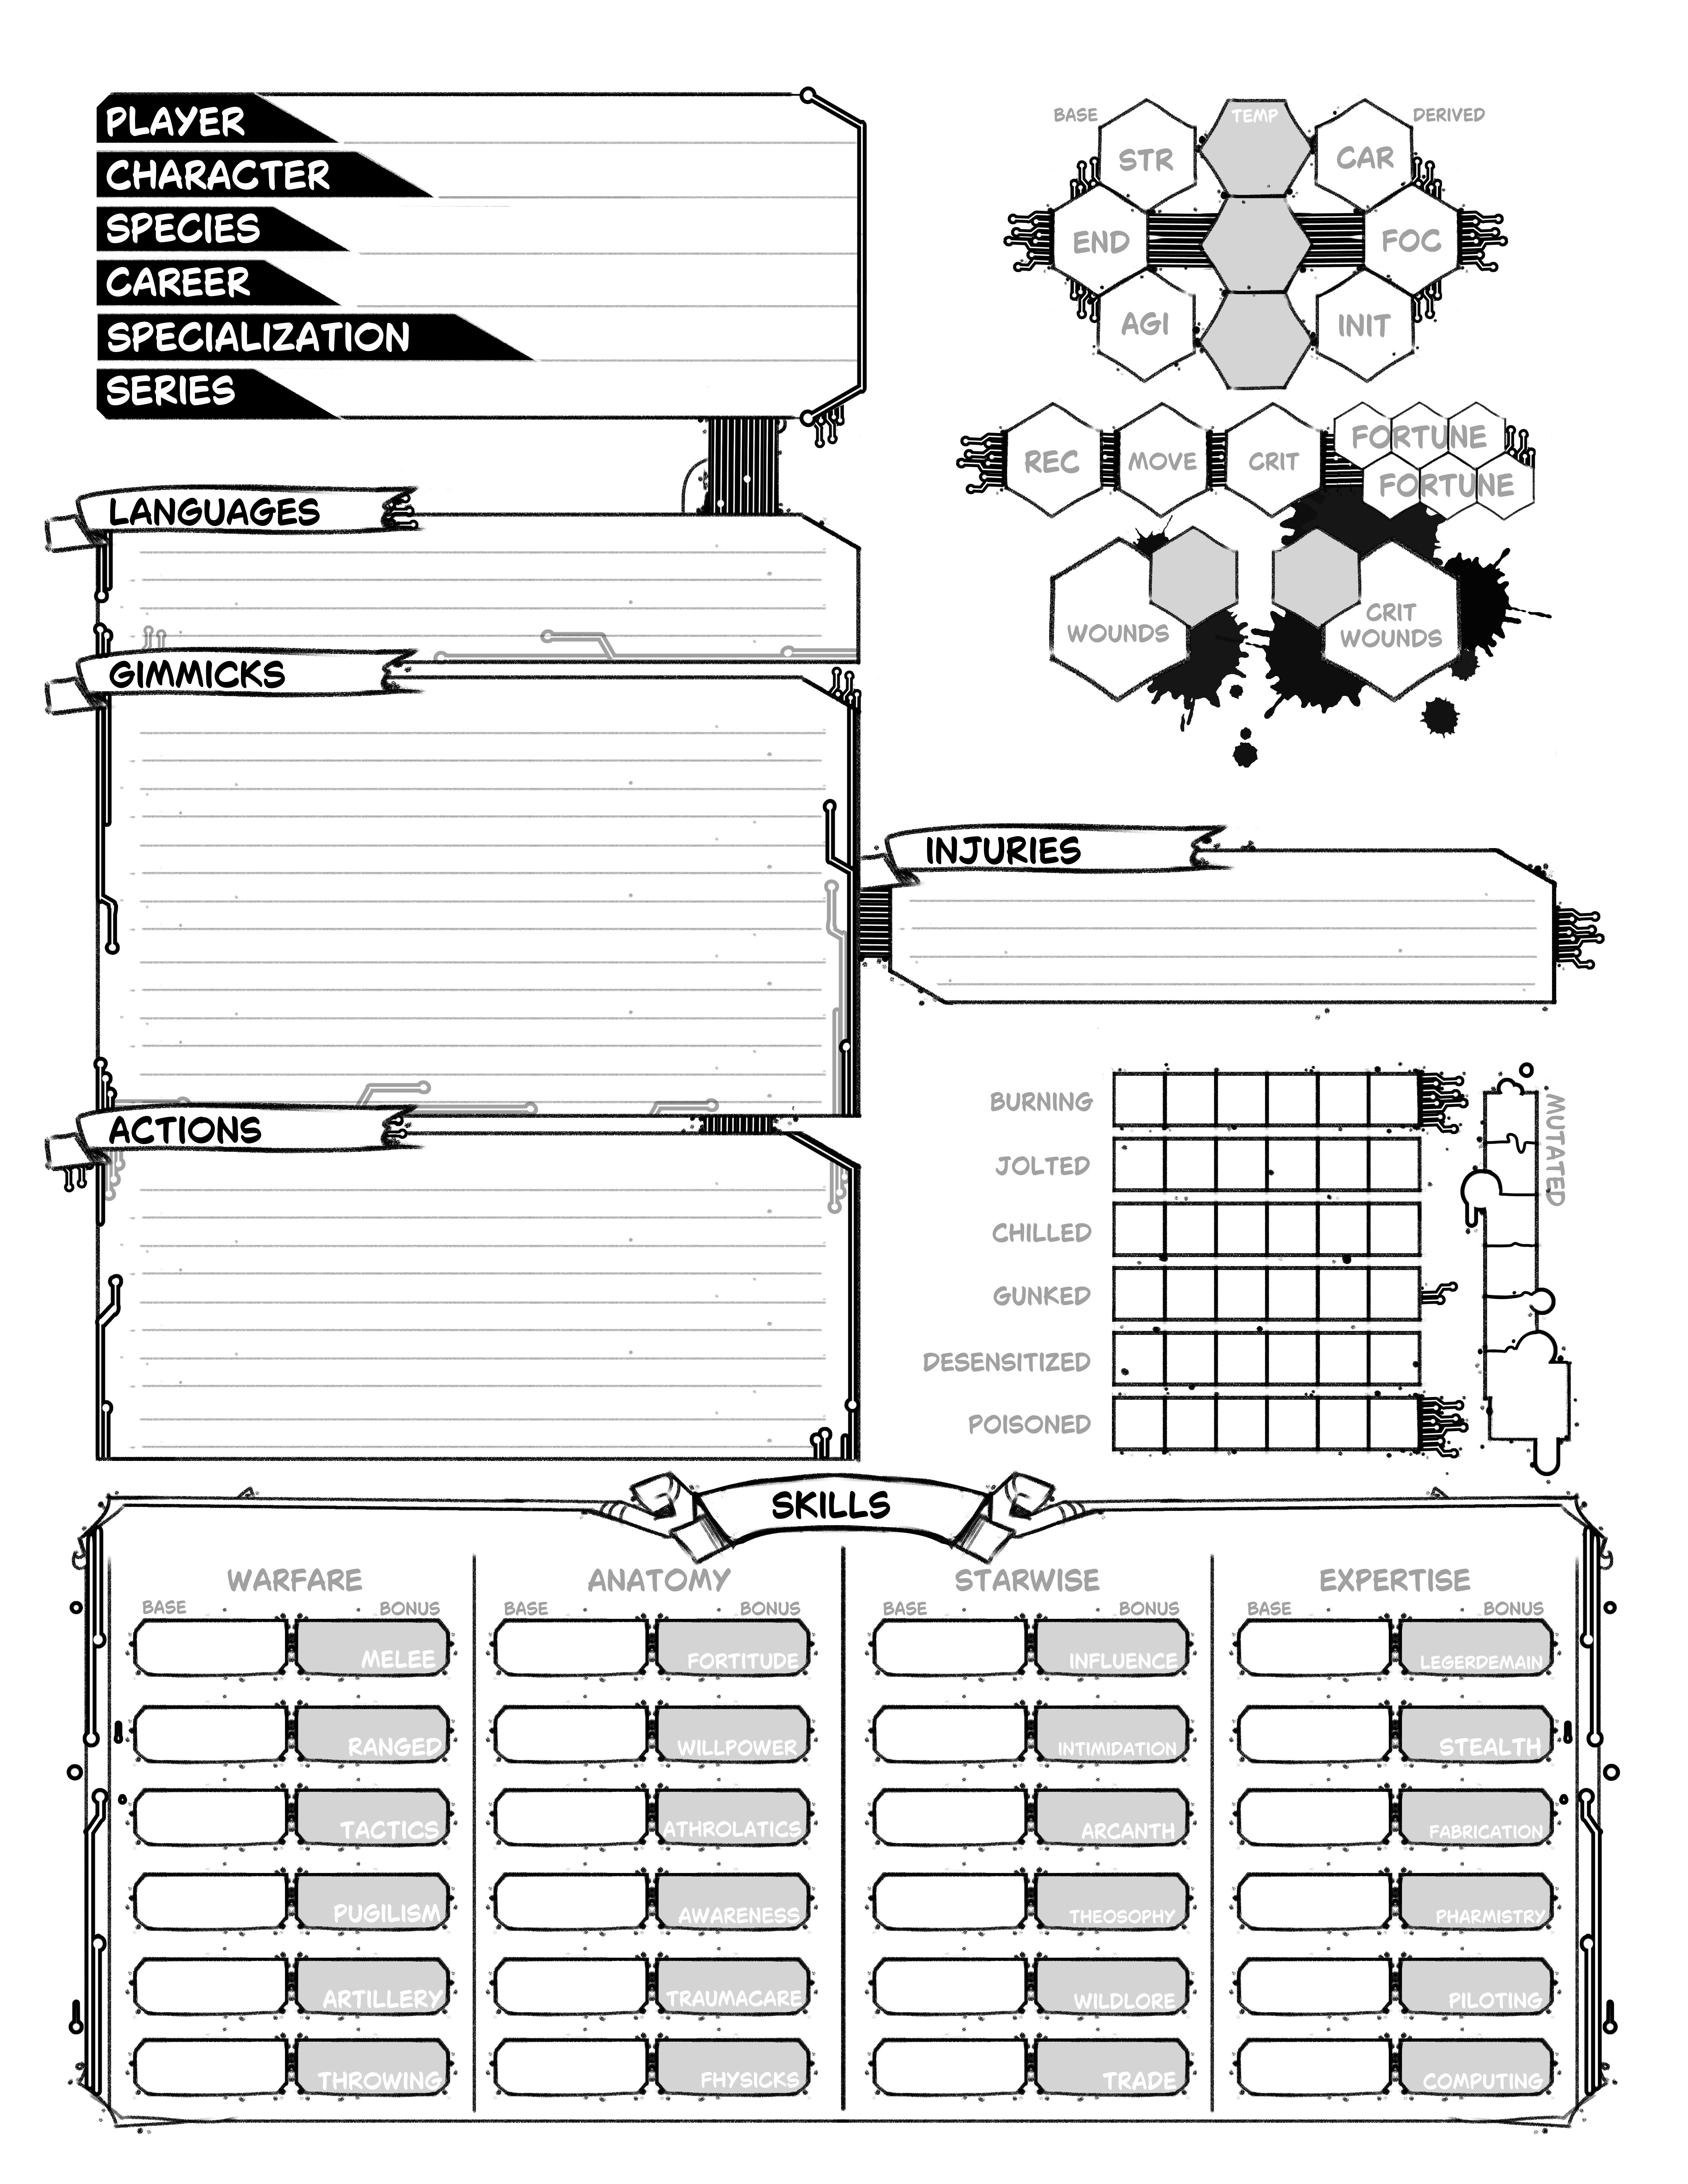 PLAYER
CHARACTER
SPECIES
CAREER
SPECIALIZATION
SERIES
BASE TEMP DERIVED
STR CAR
END FOC
AGI INIT
REC MOVE CRIT FORTUNE
FORTUNE
WOUNDS
CRIT
WOUNDS
LANGUAGES
GIMMICKS
INJURIES
ACTIONS
BURNING
JOLTED
CHILLED
GUNKED
DESENSITIZED
POISONED
MUTATED
SKILLS
WARFARE ANATOMY STARWISE EXPERTISE
BASE BONUS BASE BONUS BASE BONUS BASE BONUS
MELEE FORTITUDE INFLUENCE LEGERDEMAIN
RANGED WILLPOWER INTIMIDATION STEALTH
TACTICS ATHROLATICS ARCANTH FABRICATION
PUGILISM AWARENESS THEOSOPHY PHARMISTRY
ARTILLERY TRAUMACARE WILDLORE PILOTING
THROWING FHYSICKS TRADE COMPUTING